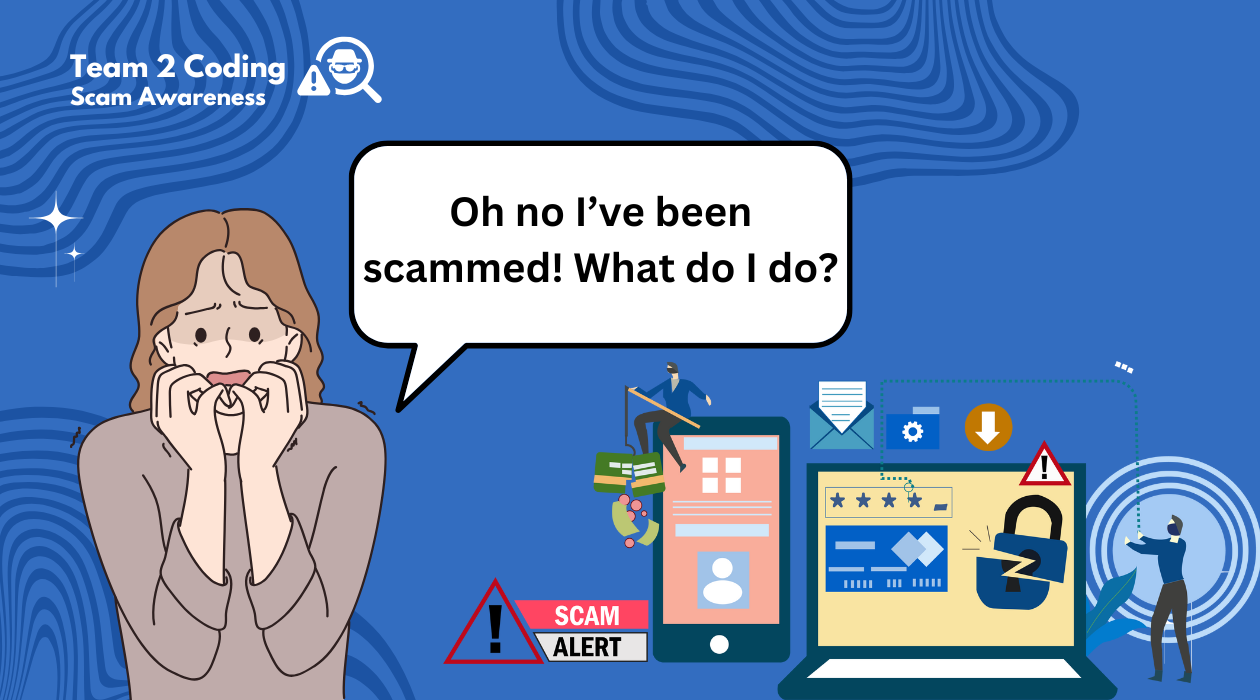 Team 2 Coding
Scam Awareness
Oh no I’ve been
scammed! What do I do?
SCAM
ALERT